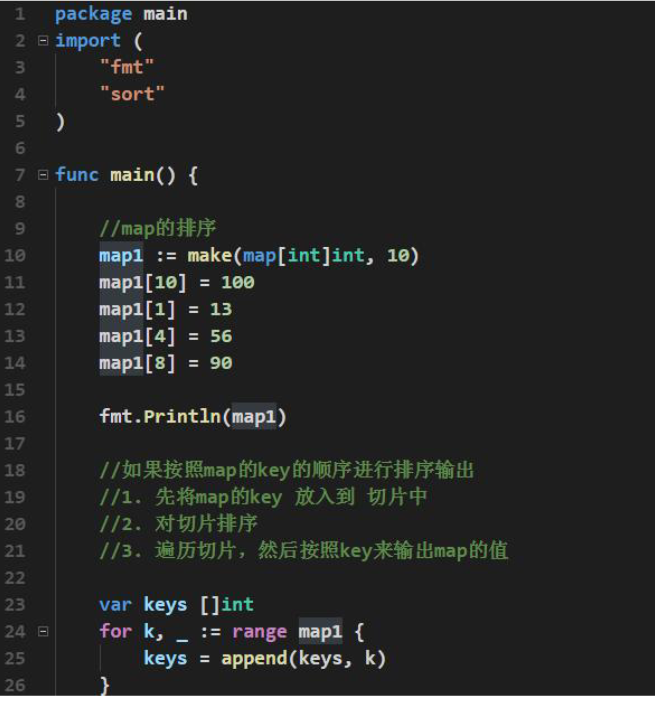 1 package main
2 import (
3 "fmt"
4 "sort"
5 )
6
7 func main() {
8
9 //map的排序
10 map1 := make(map[int]int, 10)
11 map1[10] = 100
12 map1[1] = 13
13 map1[4] = 56
14 map1[8] = 90
15
16 fmt.Println(map1)
17
18 //如果按照map的key的顺序进行排序输出
19 //1. 先将map的key 放入到 切片中
20 //2. 对切片排序
21 //3. 遍历切片，然后按照key来输出map的值
22
23 var keys []int
24 for k, _ := range map1 {
25 keys = append(keys, k)
26 }